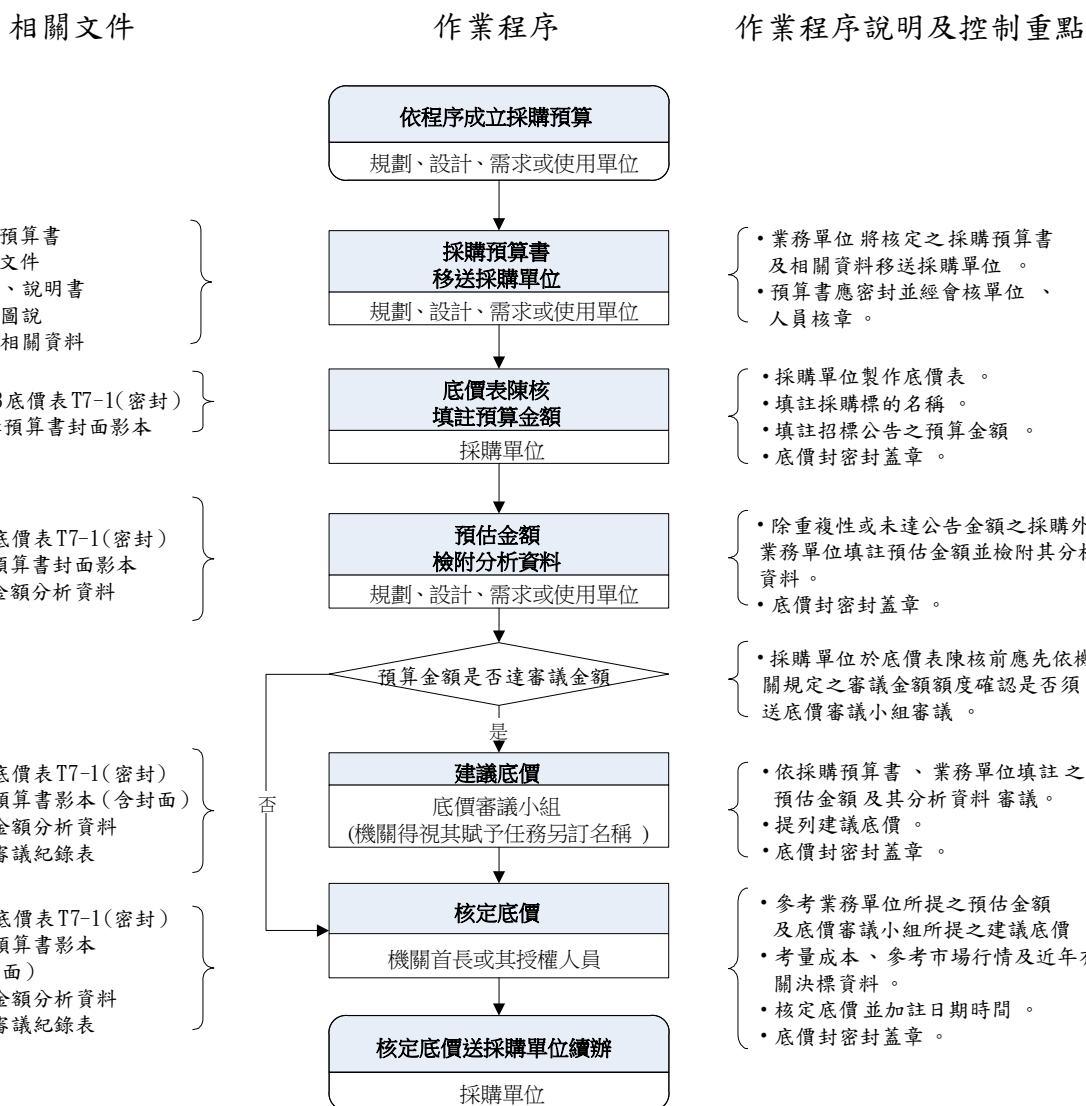 相關文件
作業程序
作業程序說明及控制重點
依程序成立採購預算
規劃、設計、需求或使用單位
預算書
文件
、說明書
圖說
相關資料
採購預算書
移送採購單位
規劃、設計、需求或使用單位
•業務單位將核定之採購預算書
及相關資料移送採購單位。
•預算書應密封並經會核單位、
人員核章。
底價表T7-1(密封)
預算書封面影本
底價表陳核
填註預算金額
採購單位
•採購單位製作底價表。
•填註採購標的名稱。
•填註招標公告之預算金額。
•底價封密封蓋章。
底價表T7-1(密封)
預算書封面影本
金額分析資料
預估金額
檢附分析資料
規劃、設計、需求或使用單位
•除重複性或未達公告金額之採購外
業務單位填註預估金額並檢附其分析
資料。
•底價封密封蓋章。
預算金額是否達審議金額
•採購單位於底價表陳核前應先依機
關規定之審議金額額度確認是否須
送底價審議小組審議。
是
否
底價表T7-1(密封)
預算書影本(含封面)
金額分析資料
審議紀錄表
建議底價
底價審議小組
(機關得視其賦予任務另訂名稱)
•依採購預算書、業務單位填註之
預估金額及其分析資料審議。
•提列建議底價。
•底價封密封蓋章。
底價表T7-1(密封)
預算書影本
面)
金額分析資料
審議紀錄表
核定底價
機關首長或其授權人員
•參考業務單位所提之預估金額
及底價審議小組所提之建議底價
•考量成本、參考市場行情及近年有
關決標資料。
•核定底價並加註日期時間。
•底價封密封蓋章。
核定底價送採購單位續辦
採購單位